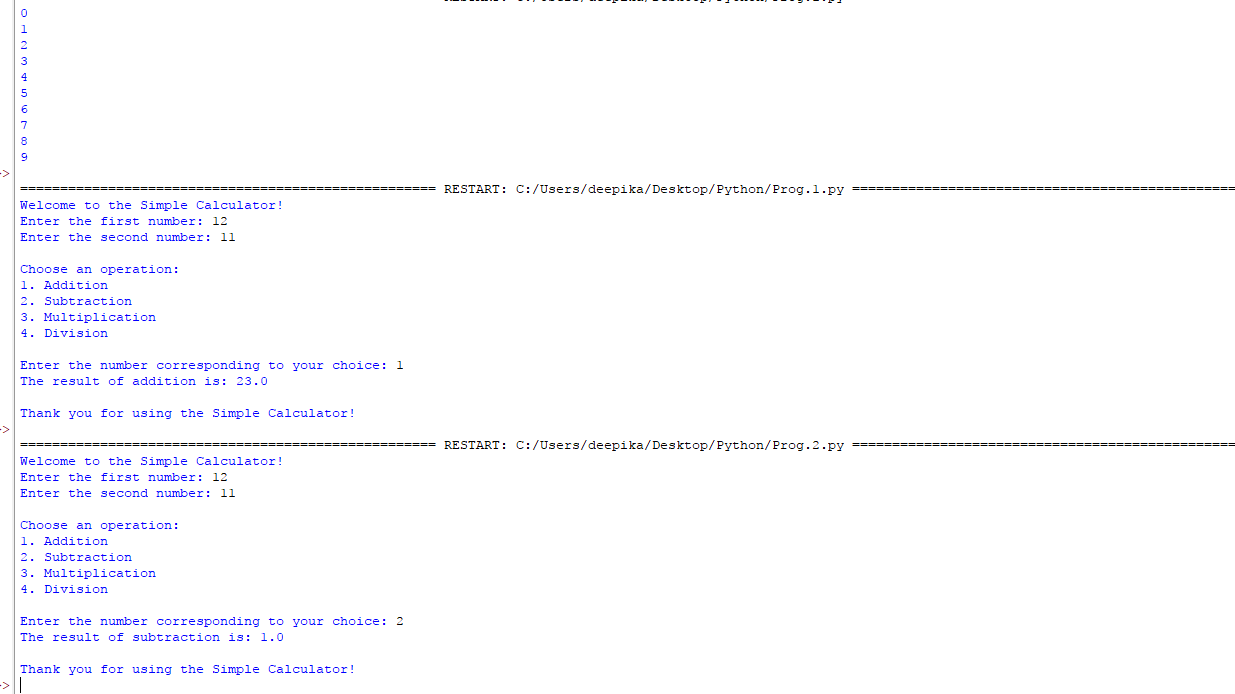 0
1
2
3
4
5
6
7
8
9
>
==================================================== RESTART: C:/Users/deepika/Desktop/Python/Prog.1.py ================================================
Welcome to the Simple Calculator!
Enter the first number: 12
Enter the second number: 11
Choose an operation:
1. Addition
2. Subtraction
3. Multiplication
4. Division
Enter the number corresponding to your choice: 1
The result of addition is: 23.0
Thank you for using the Simple Calculator!
>
==================================================== RESTART: C:/Users/deepika/Desktop/Python/Prog.2.py ================================================
Welcome to the Simple Calculator!
Enter the first number: 12
Enter the second number: 11
Choose an operation:
1. Addition
2. Subtraction
3. Multiplication
4. Division
Enter the number corresponding to your choice: 2
The result of subtraction is: 1.0
Thank you for using the Simple Calculator!
>